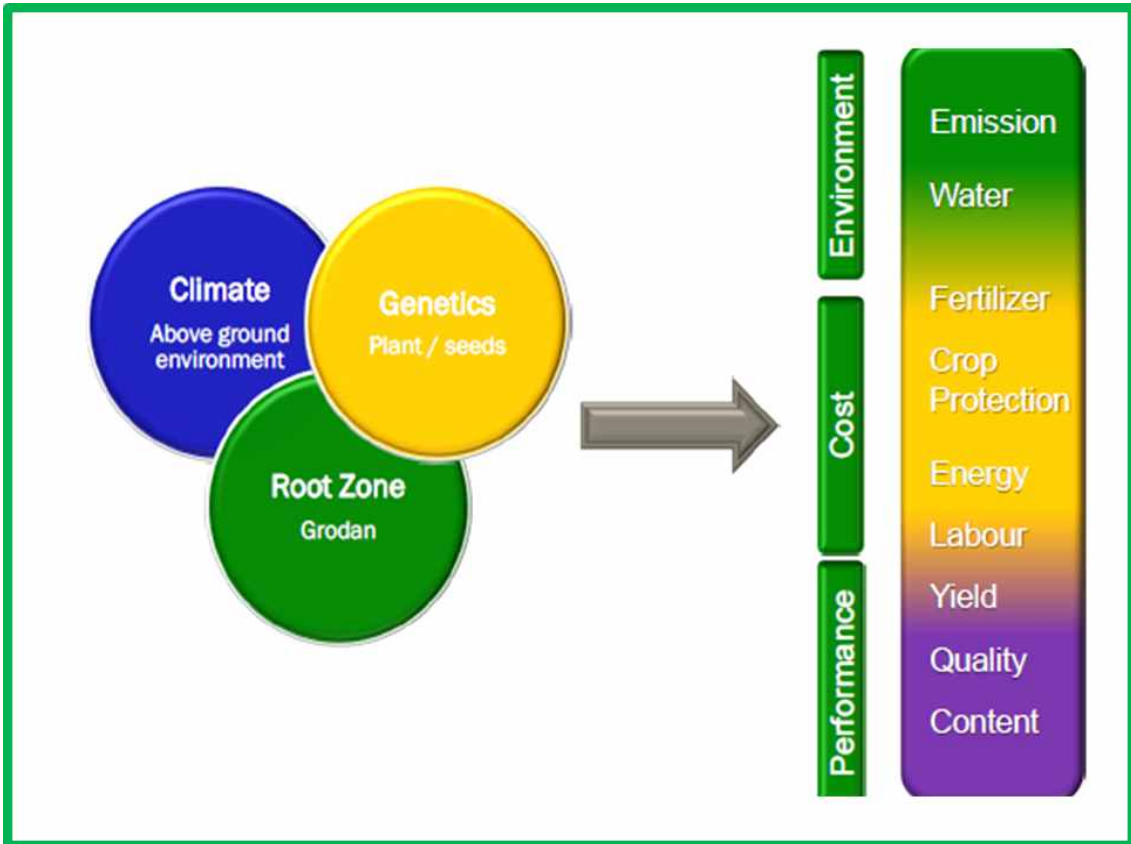 Climate
Above ground
environment
Genetics
Plant / seeds
Root Zone
Grodan
Environment
Cost
Performance
Emission
Water
Fertilizer
Crop
Protection
Energy
Labour
Yield
Quality
Content